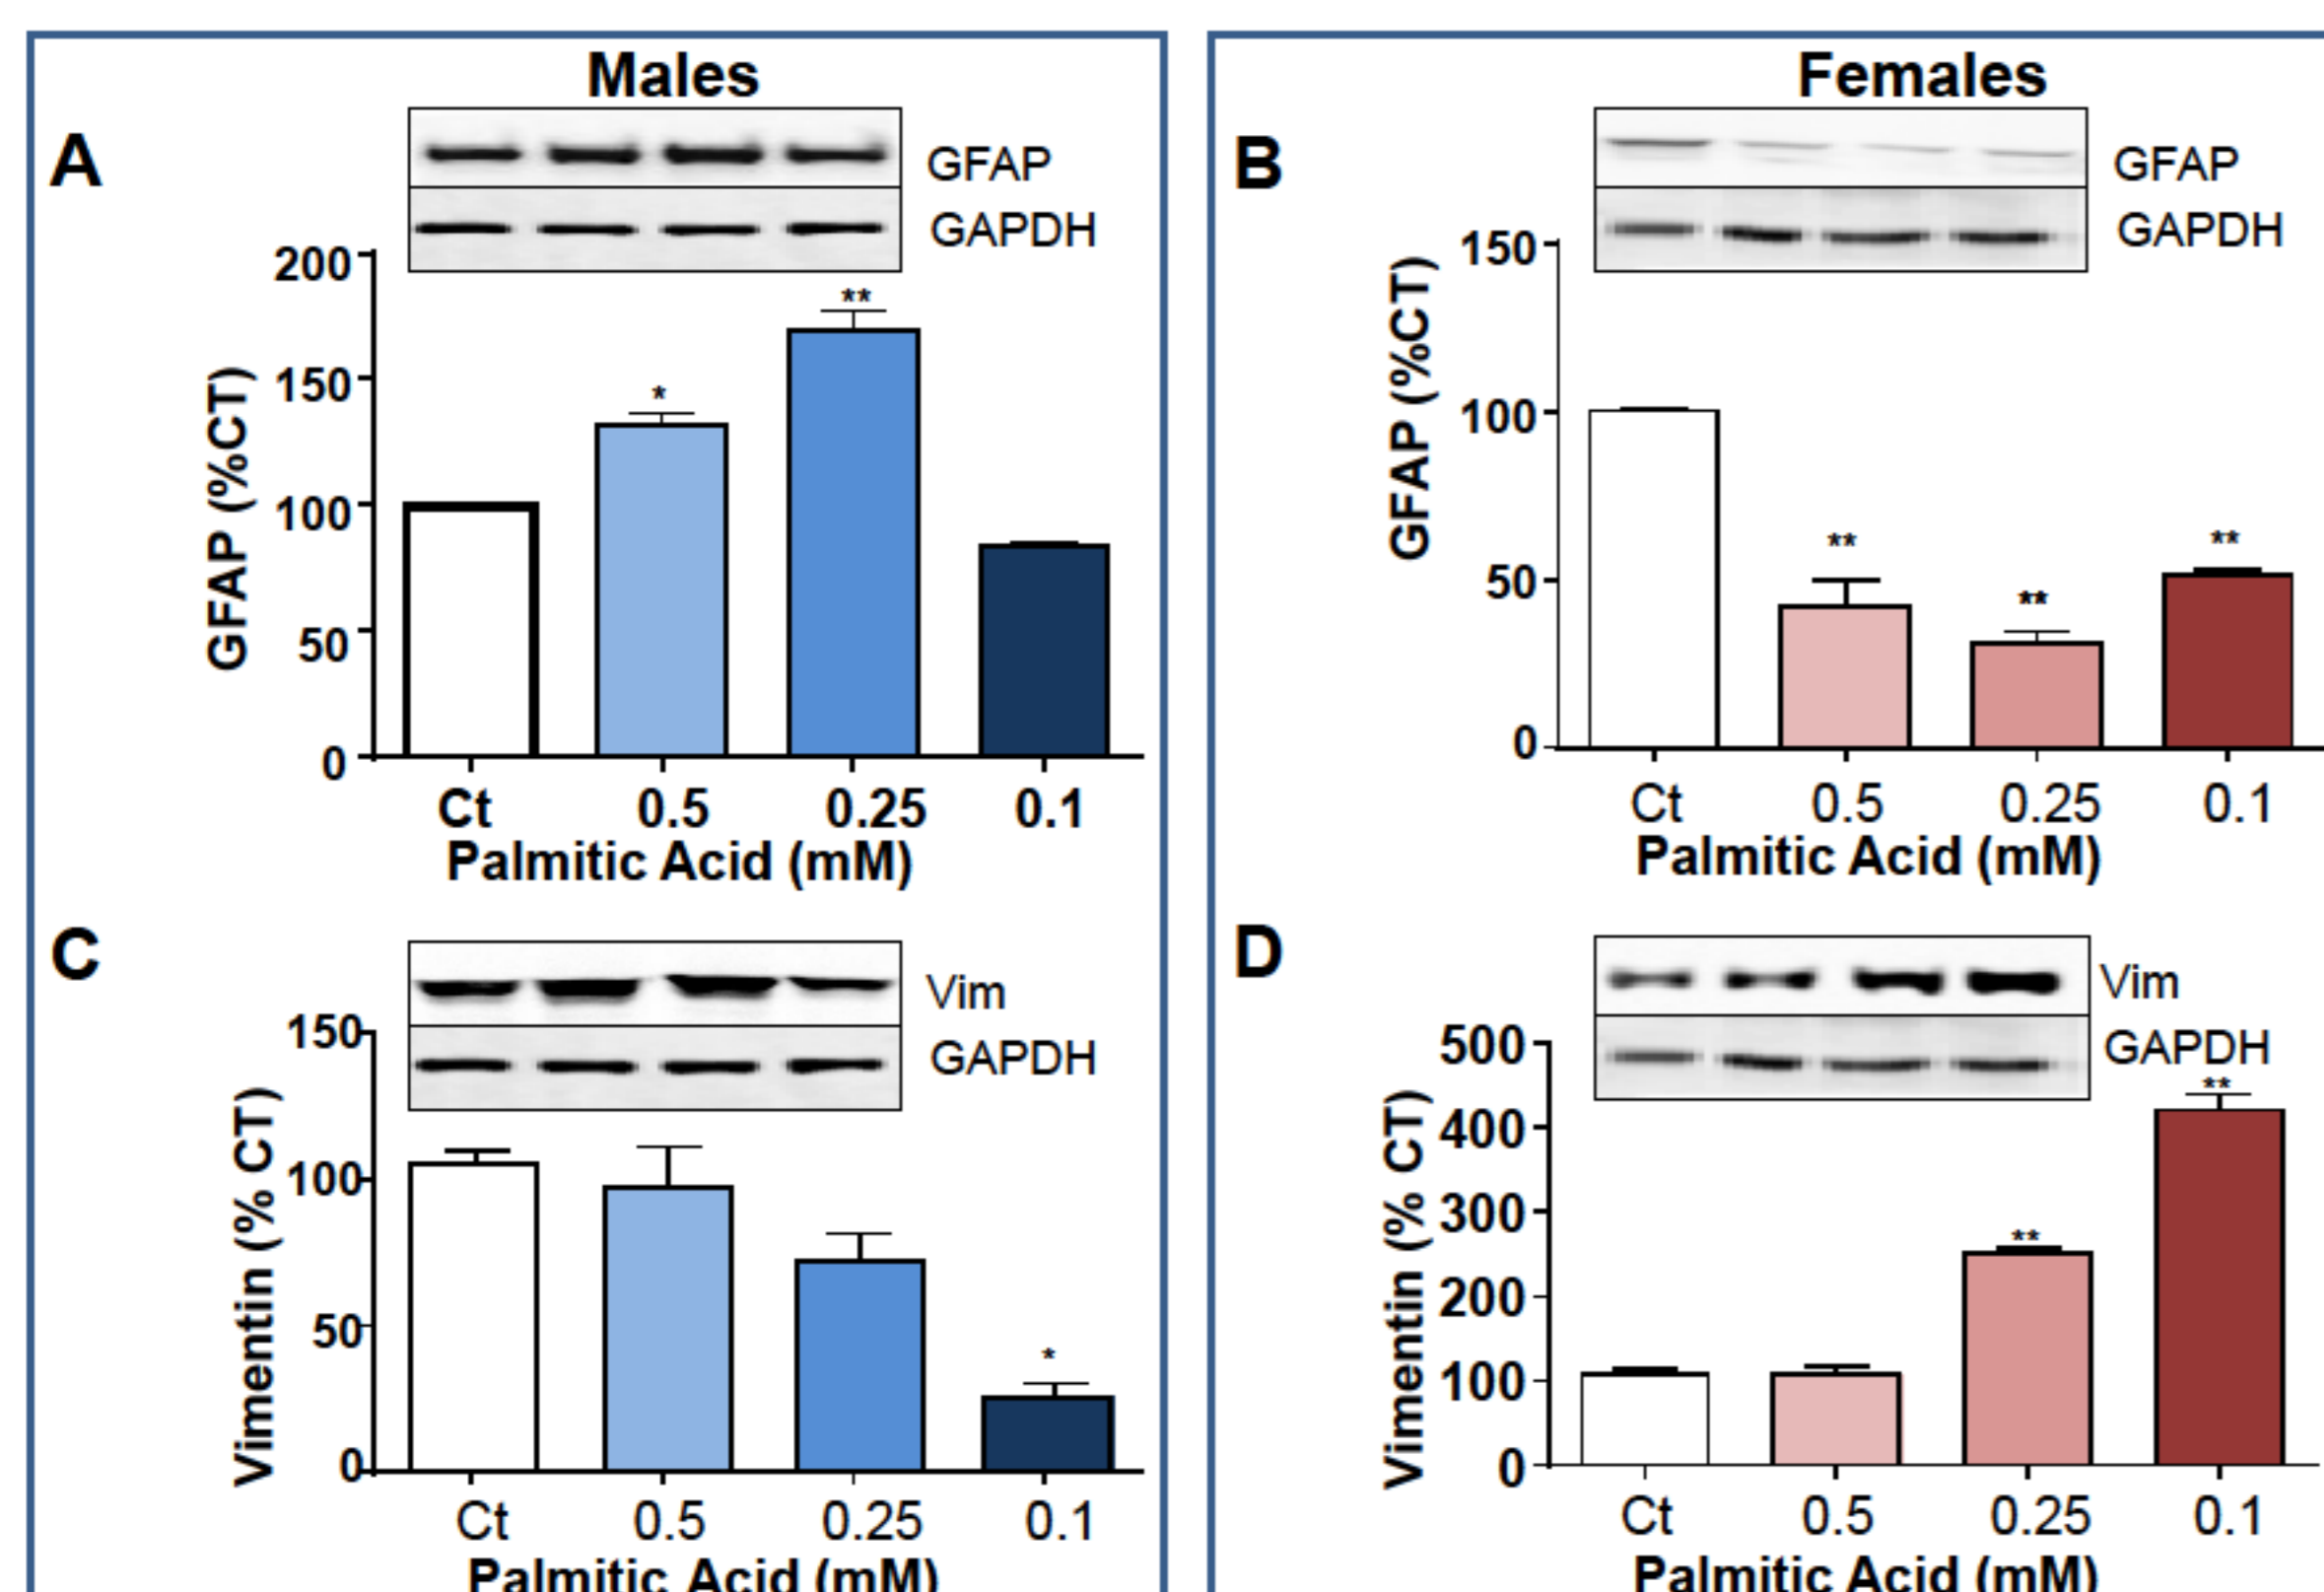 Males
A
GFAP
GAPDH
200
150
100
50
0
GFAP (%CT)
*
**
Ct 0.5 0.25 0.1
Palmitic Acid (mM)
Females
B
GFAP
GAPDH
150
100
50
0
GFAP (%CT)
**
**
**
Ct 0.5 0.25 0.1
Palmitic Acid (mM)
C
Vim
GAPDH
150
100
50
0
Vimentin (% CT)
*
Ct 0.5 0.25 0.1
Palmitic Acid (mM)
D
Vim
GAPDH
500
400
300
200
100
0
Vimentin (% CT)
**
**
Ct 0.5 0.25 0.1
Palmitic Acid (mM)